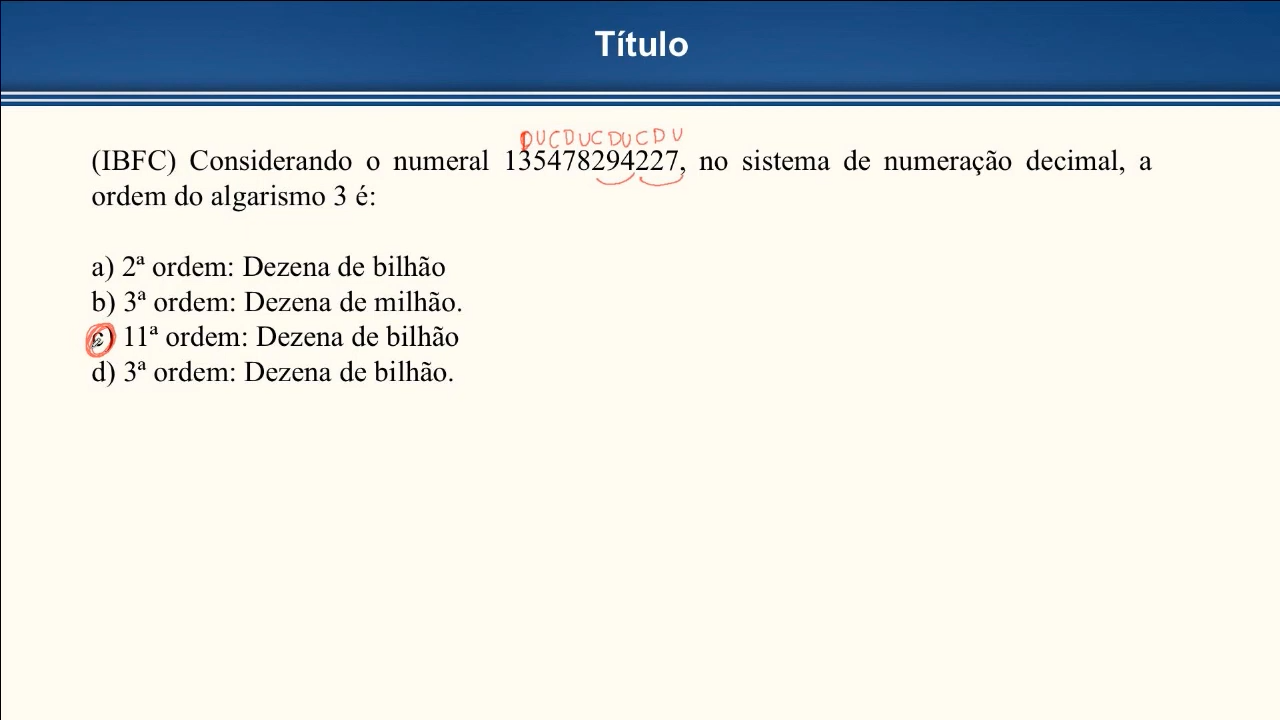 Título
D U C D U C D U C D U
(IBFC) Considerando o numeral 135478294227, no sistema de numeração decimal, a
ordem do algarismo 3 é:
a) 2ª ordem: Dezena de bilhão
b) 3ª ordem: Dezena de milhão.
c) 11ª ordem: Dezena de bilhão
d) 3ª ordem: Dezena de bilhão.